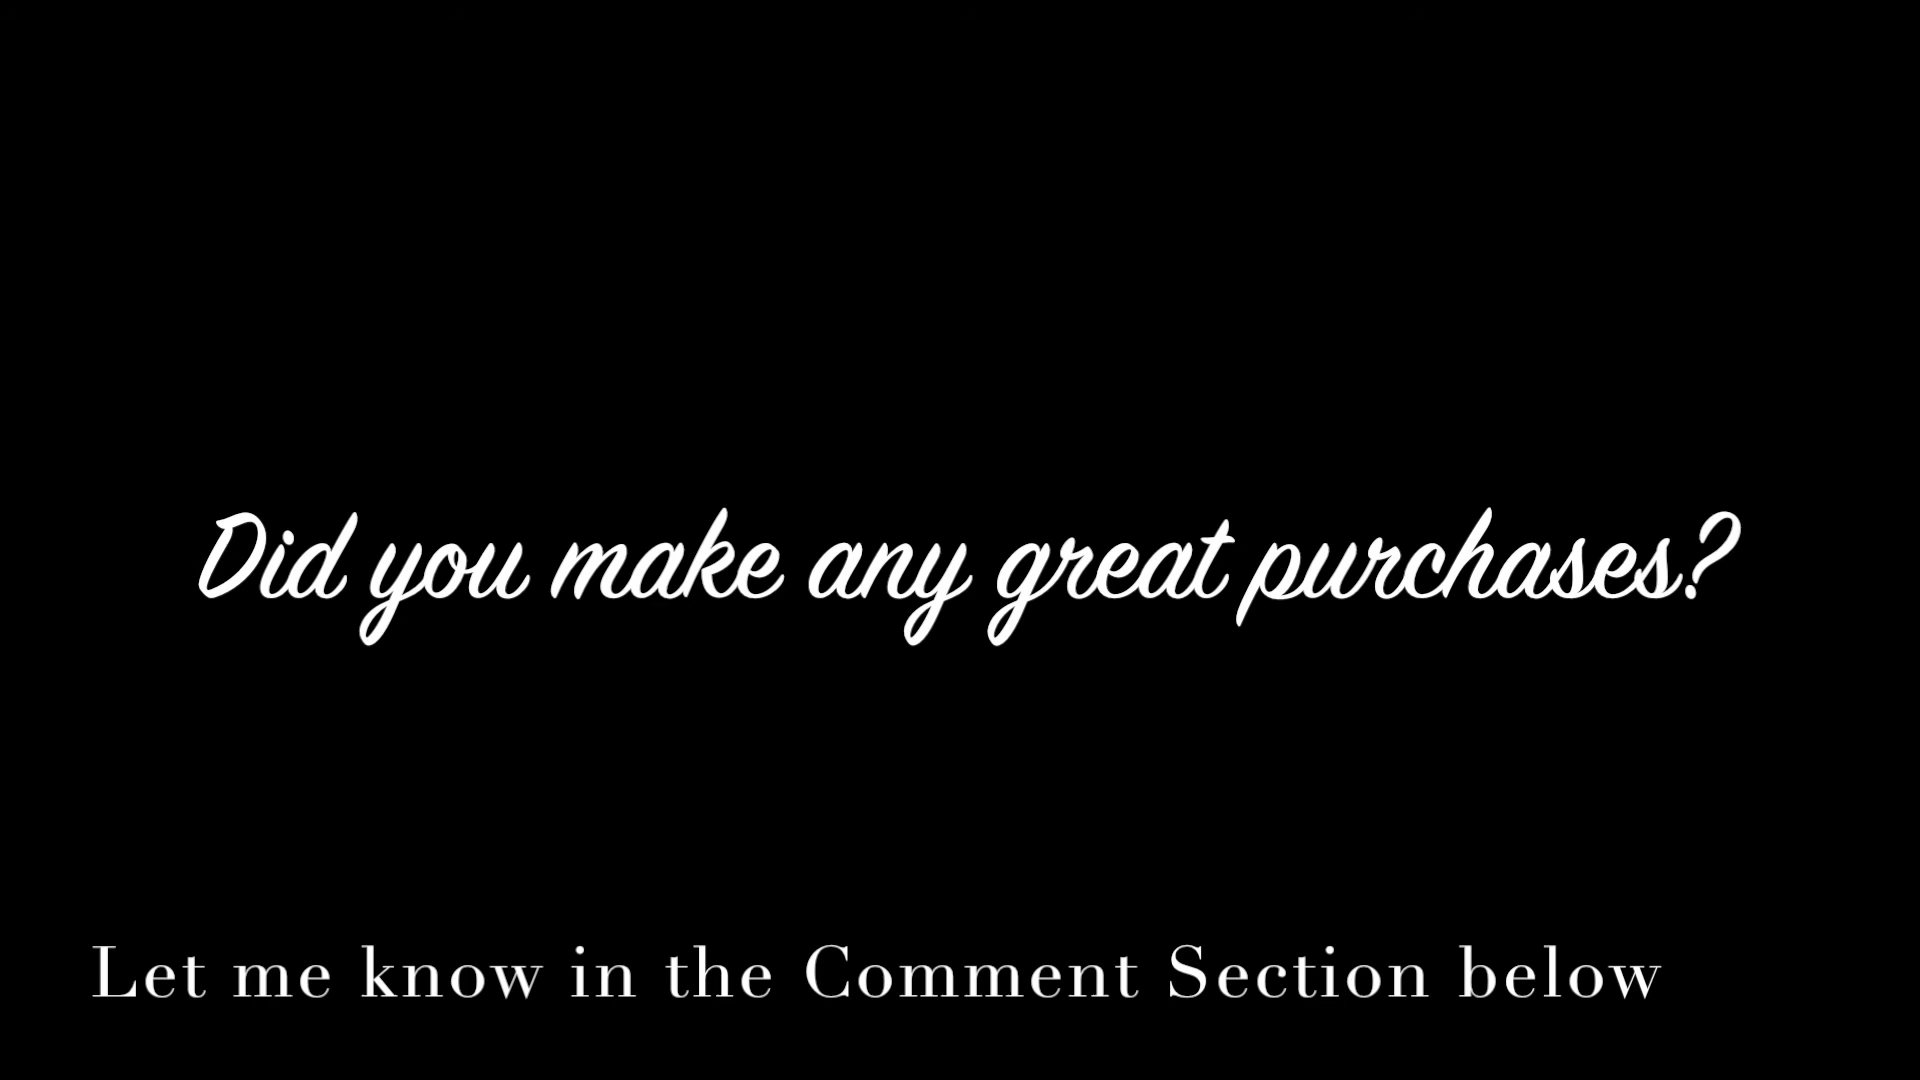 Did you make any great purchases?
Let me know in the Comment Section below